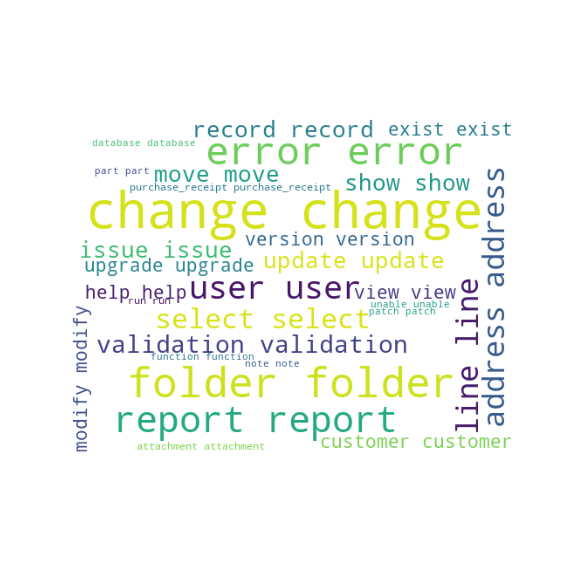 record record
exist exist
database database
error error
part part
move move
show show
purchase_receipt purchase_receipt
change change
version version
issue issue
update update
upgrade upgrade
help help
user user
view view
run run
unable unable
patch patch
select select
validation validation
function function
note note
folder folder
report report
attachment attachment
customer customer
modify modify
line line
address address